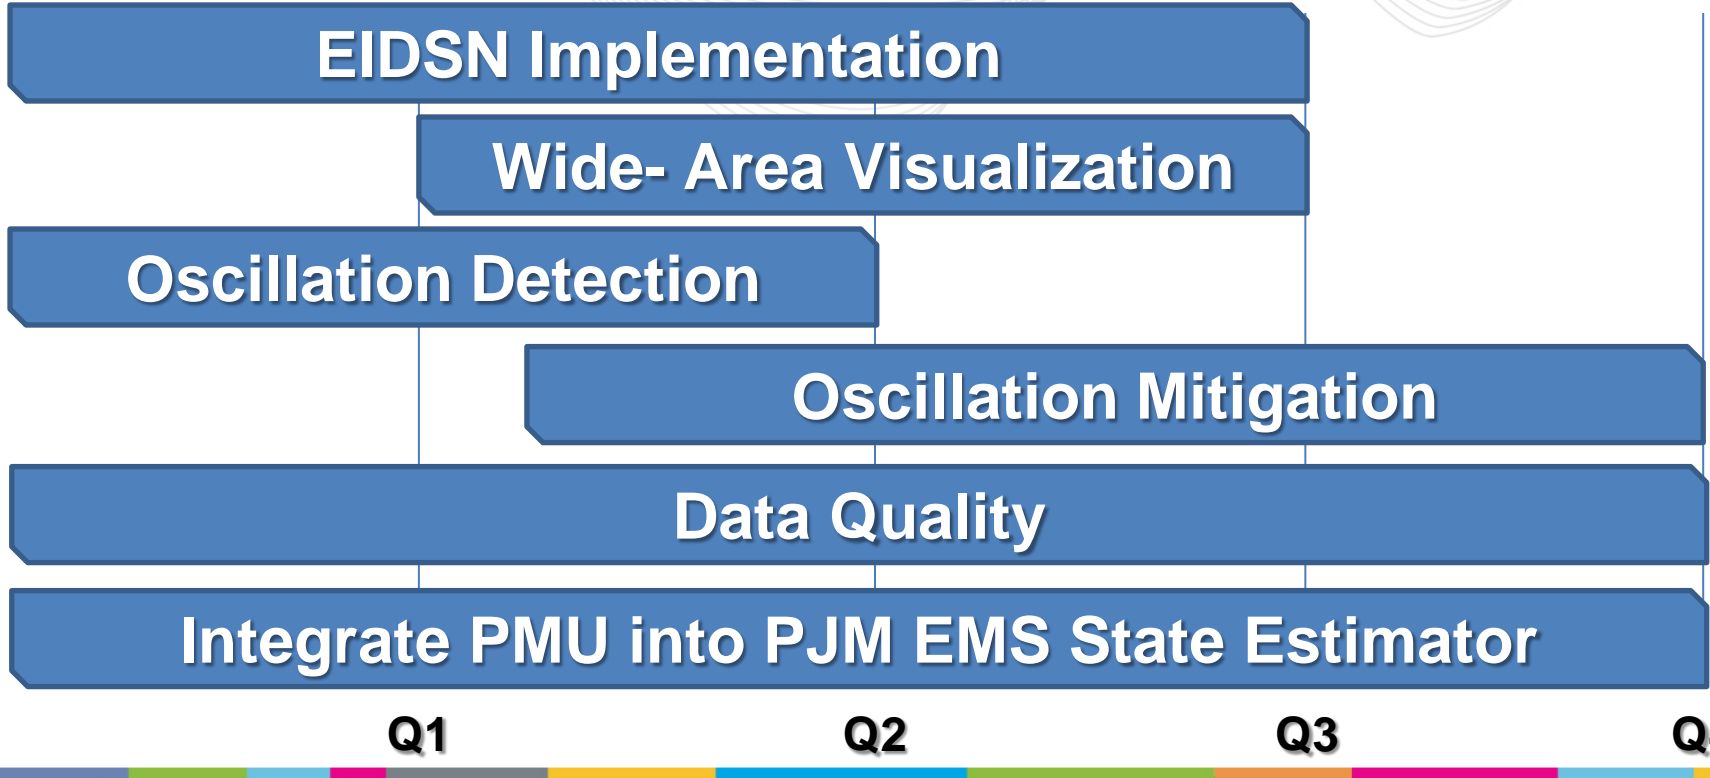 EIDSN Implementation
Wide- Area Visualization
Oscillation Detection
Oscillation Mitigation
Data Quality
Integrate PMU into PJM EMS State Estimator
Q1 Q2 Q3